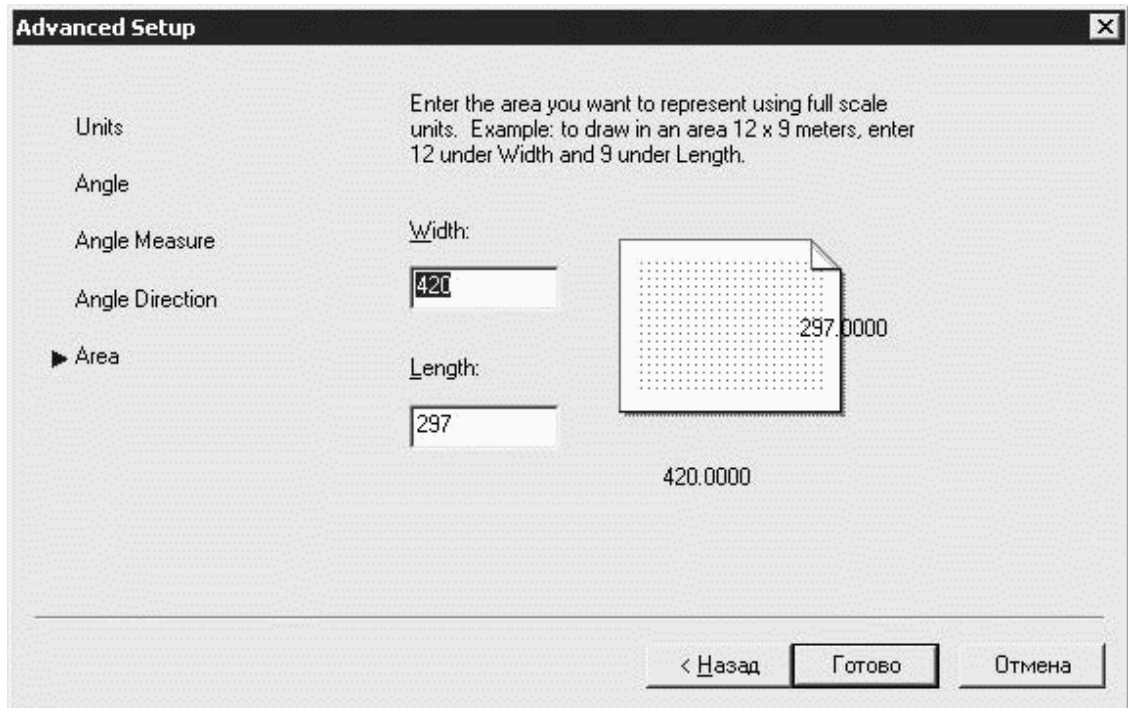 Advanced Setup
Units
Angle
Angle Measure
Angle Direction
Area
Enter the area you want to represent using full scale
units. Example: to draw in an area 12 x 9 meters, enter
12 under Width and 9 under Length.
Width:
420
Length:
297
297.0000
420.0000
< Назад
Готово
Отмена